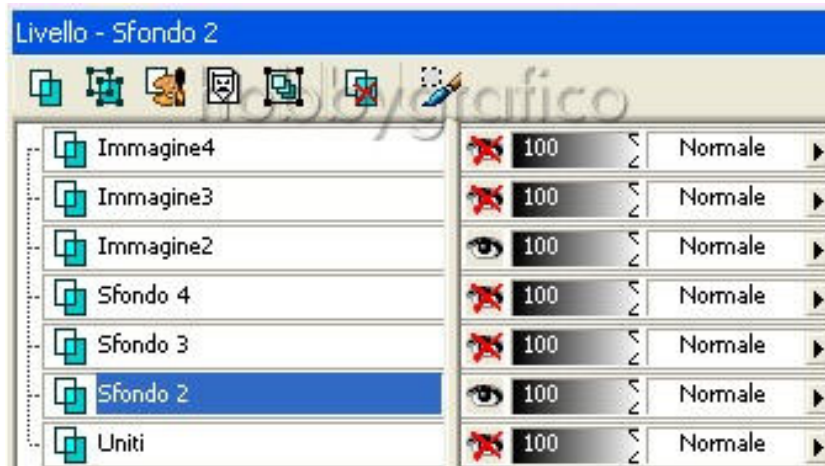 Livello - Sfondo 2
hobbygrafico
Immagine4 100 Normale
Immagine3 100 Normale
Immagine2 100 Normale
Sfondo 4 100 Normale
Sfondo 3 100 Normale
Sfondo 2 100 Normale
Uniti 100 Normale